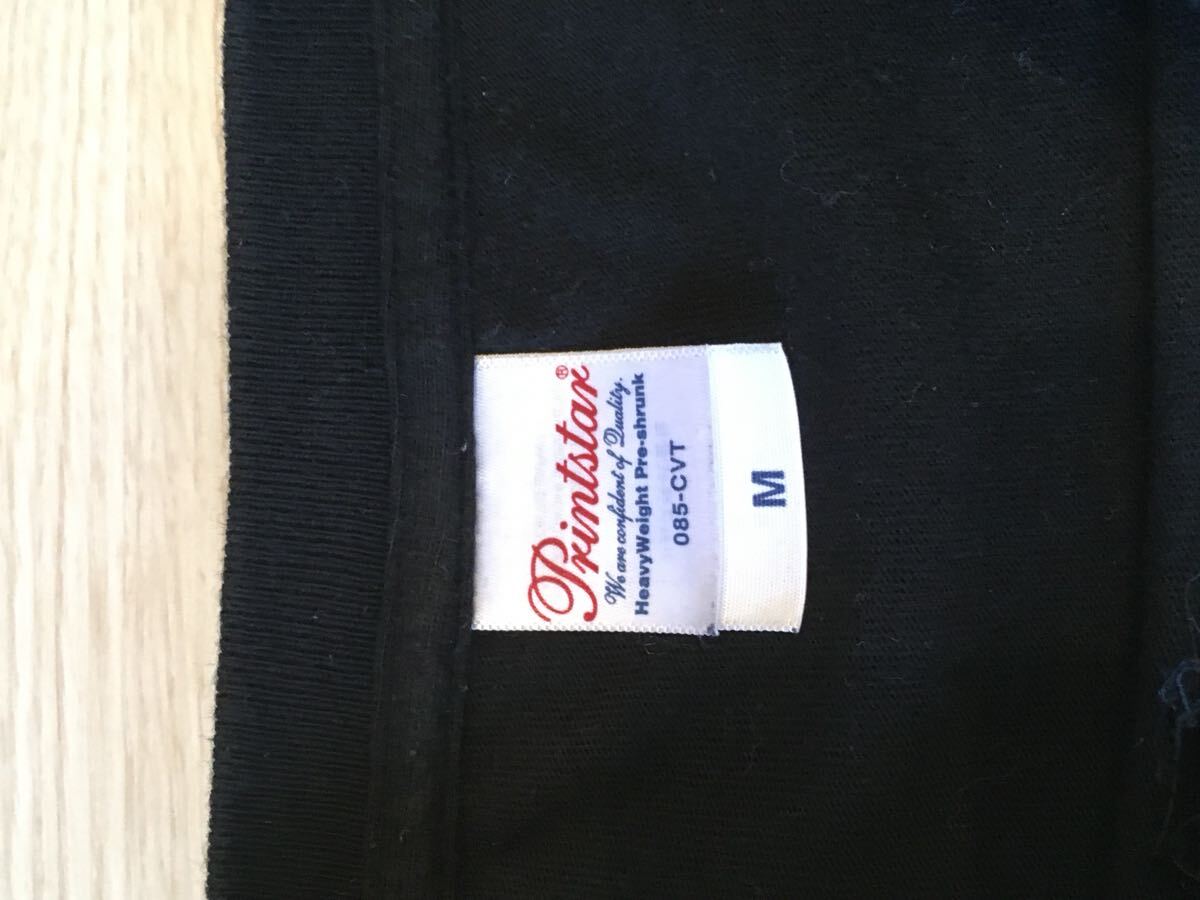 Printstar®
We are confident of Quality.
HeavyWeight Pre-shrunk
085-CVT
M